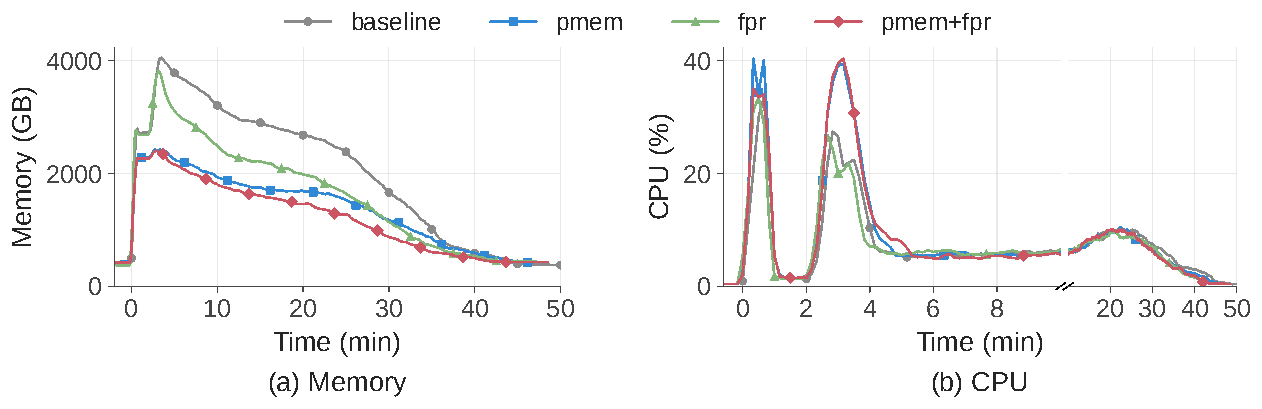 baseline pmem fpr pmem+fpr
Memory (GB)
4000
2000
0
0 10 20 30 40 50
Time (min)
(a) Memory
CPU (%)
40
20
0
0 2 4 6 8 20 30 40 50
Time (min)
(b) CPU